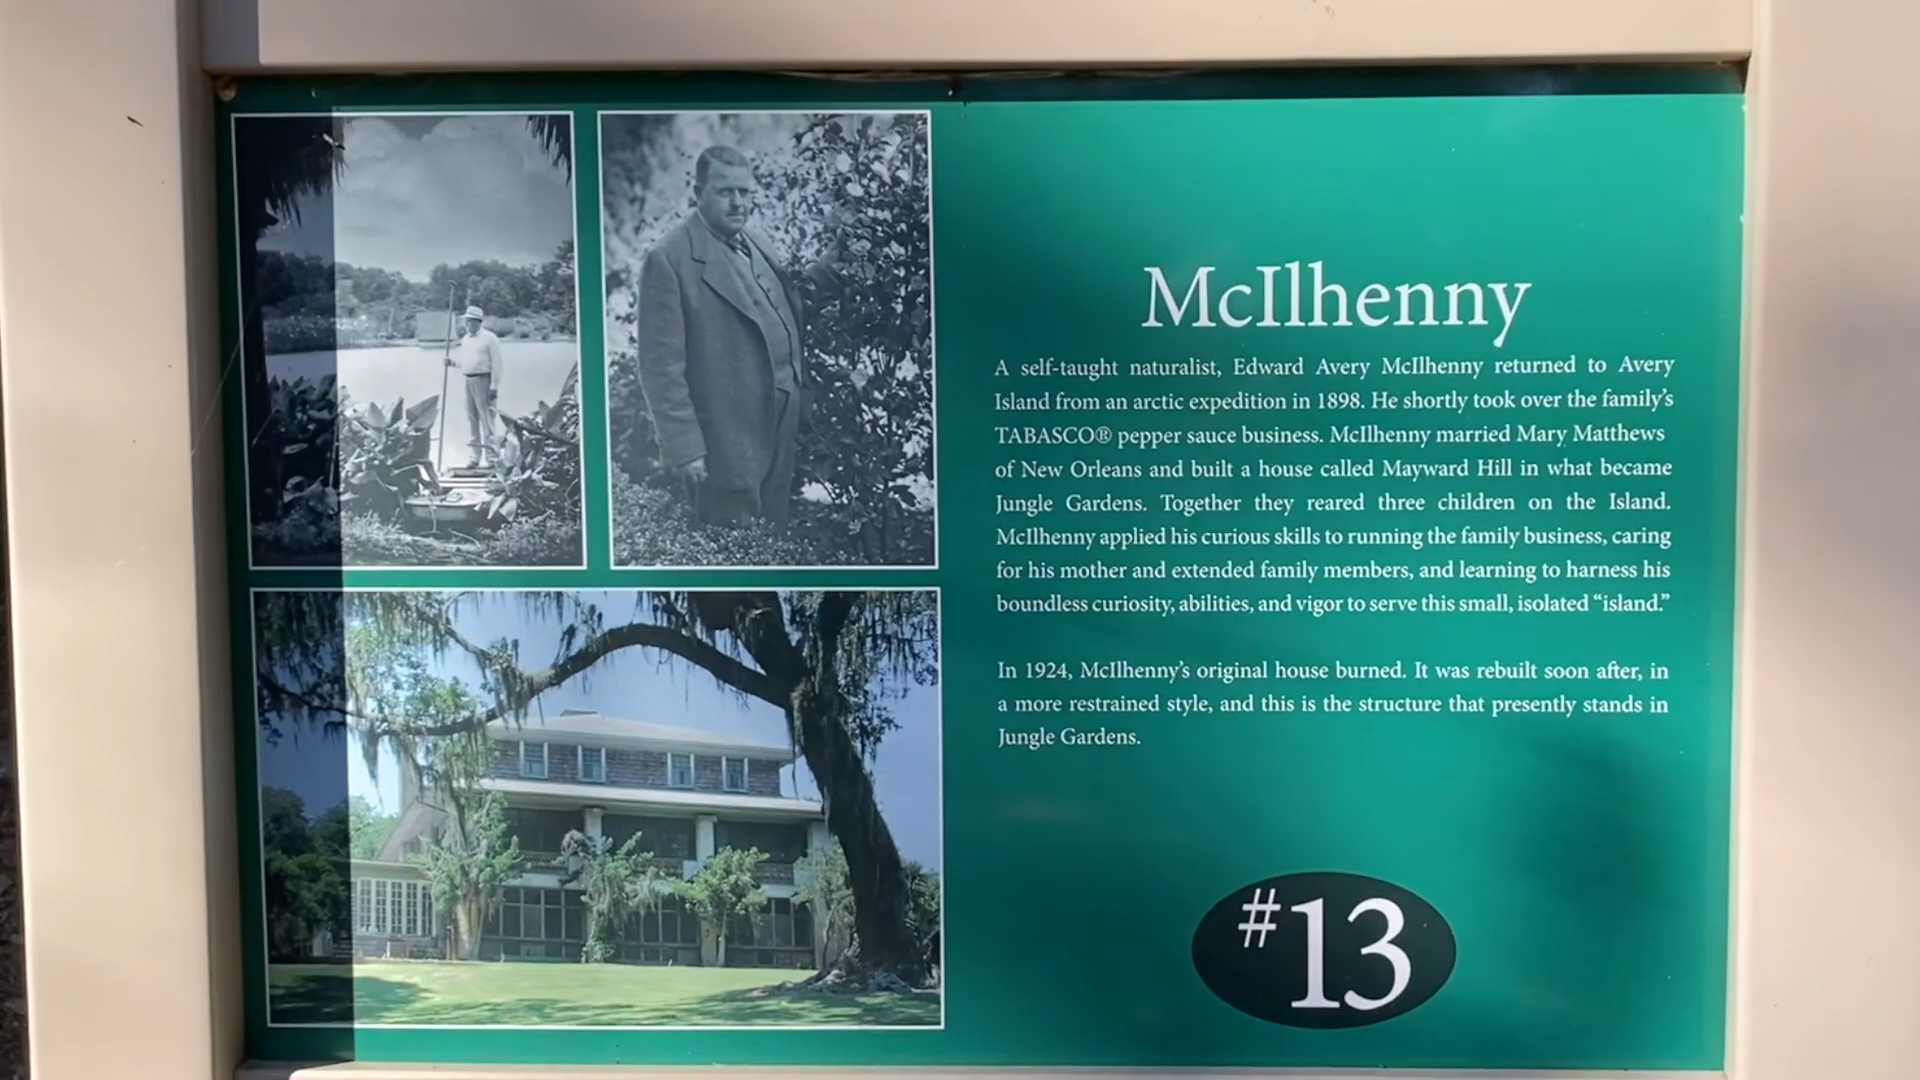 McIlhenny
A self-taught naturalist, Edward Avery McIlhenny returned to Avery
Island from an arctic expedition in 1898. He shortly took over the family's
TABASCO® pepper sauce business. McIlhenny married Mary Matthews
of New Orleans and built a house called Mayward Hill in what became
Jungle Gardens. Together they reared three children on the Island.
McIlhenny applied his curious skills to running the family business, caring
for his mother and extended family members, and learning to harness his
boundless curiosity, abilities, and vigor to serve this small, isolated “island.”
In 1924, McIlhenny's original house burned. It was rebuilt soon after, in
a more restrained style, and this is the structure that presently stands in
Jungle Gardens.
#13